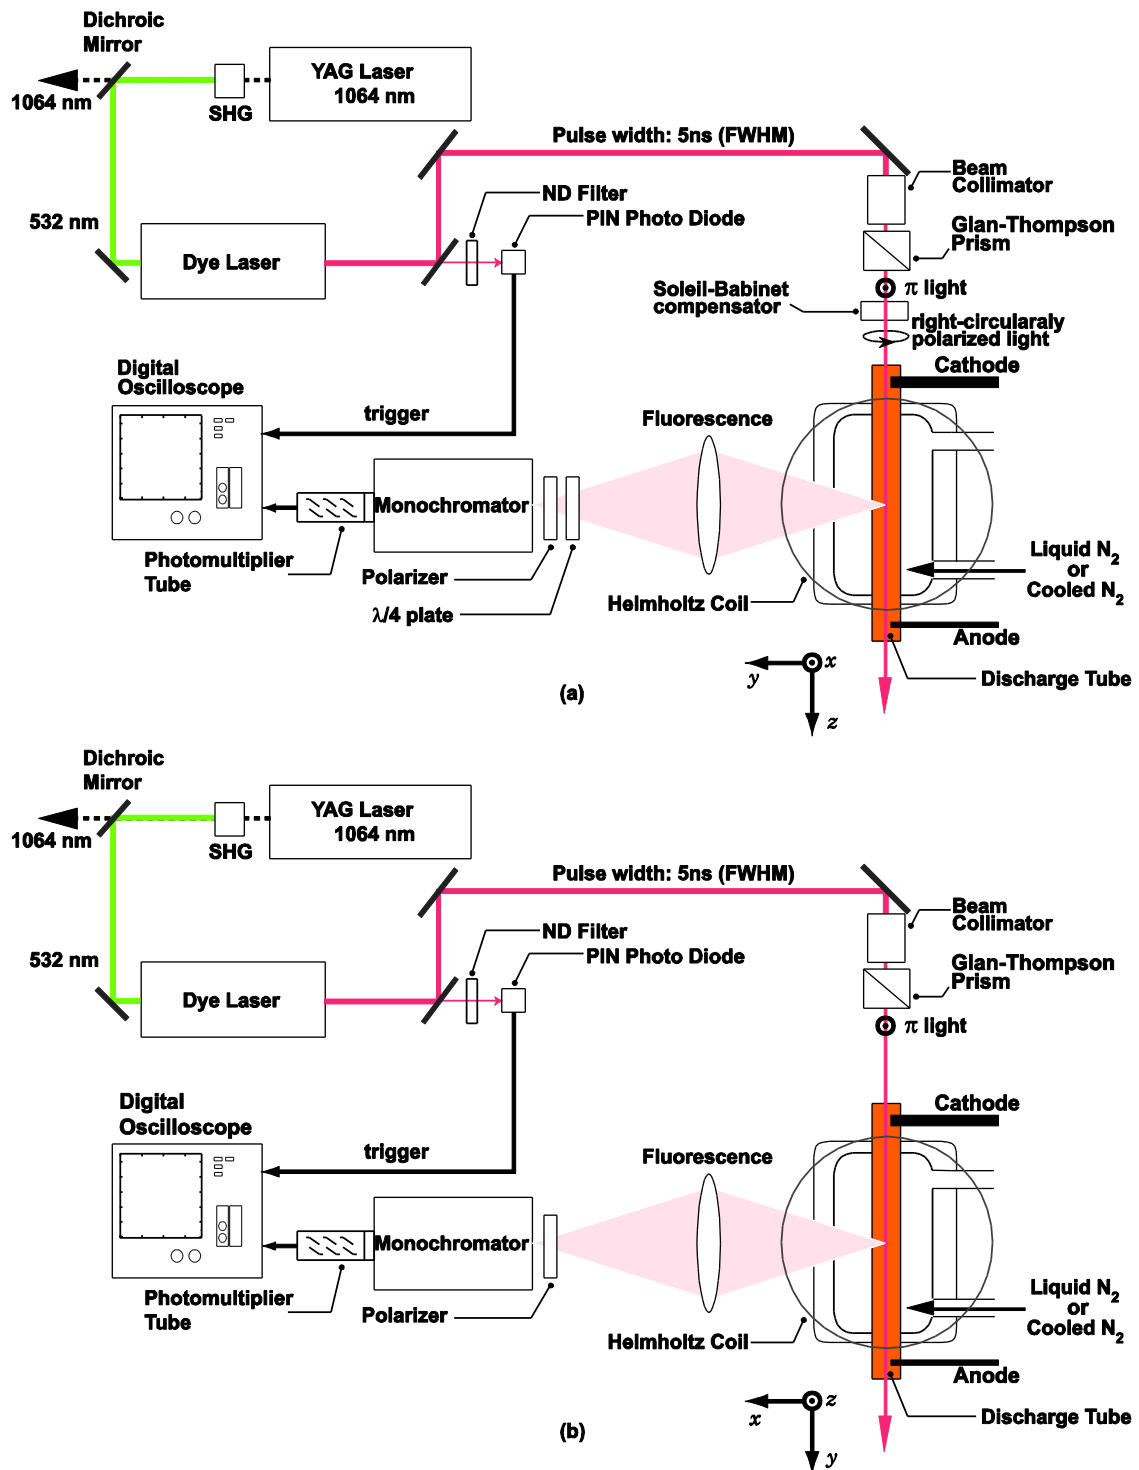 Dichroic
Mirror
YAG Laser
1064 nm
1064 nm
SHG
Pulse width: 5ns (FWHM)
Beam
Collimator
ND Filter
PIN Photo Diode
532 nm
Dye Laser
Glan-Thompson
Prism
π light
Soleil-Babinet
compensator
right-circularaly
polarized light
Digital
Oscilloscope
Cathode
trigger
Fluorescence
Monochromator
Photomultiplier
Tube
Polarizer
λ/4 plate
Liquid N2
or
Cooled N2
Helmholtz Coil
Anode
x
y
z
Discharge Tube
(a)
Dichroic
Mirror
YAG Laser
1064 nm
1064 nm
SHG
Pulse width: 5ns (FWHM)
Beam
Collimator
ND Filter
PIN Photo Diode
532 nm
Dye Laser
Glan-Thompson
Prism
π light
Digital
Oscilloscope
Cathode
trigger
Fluorescence
Monochromator
Photomultiplier
Tube
Polarizer
Liquid N2
or
Cooled N2
Helmholtz Coil
Anode
z
x
y
Discharge Tube
(b)